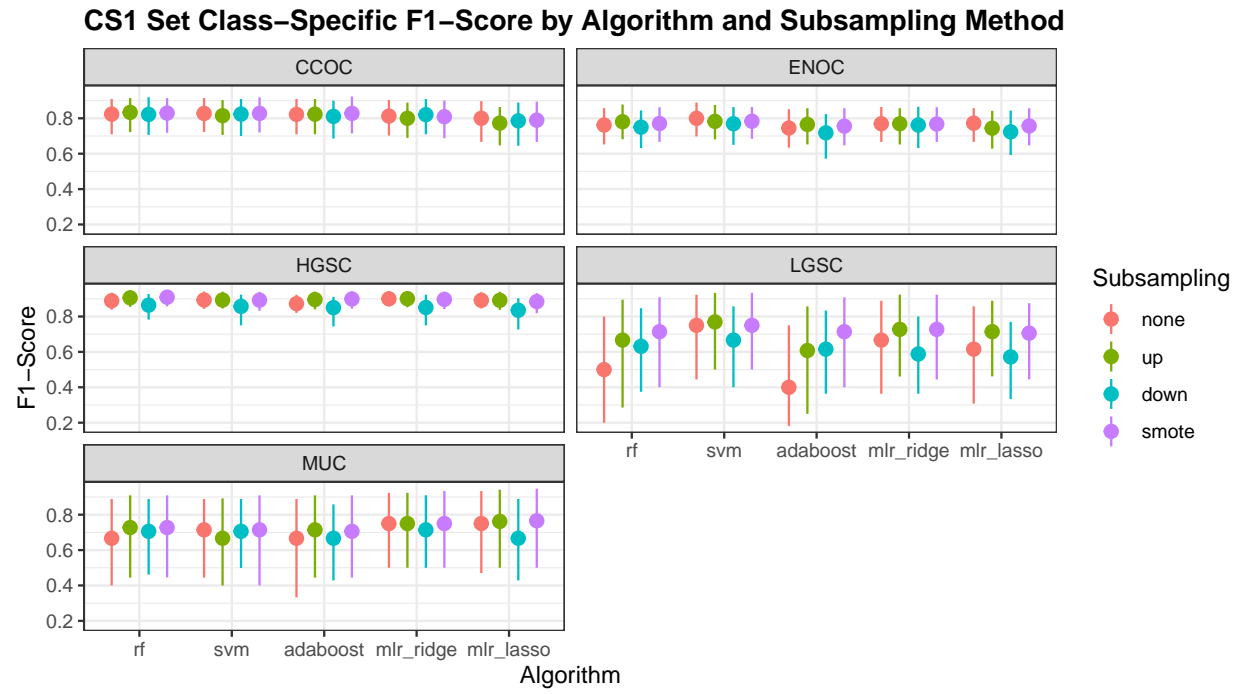 CS1 Set Class−Specific F1−Score by Algorithm and Subsampling Method
CCOC
ENOC
0.8
0.6
0.4
0.2
HGSC
LGSC
0.8
0.6
0.4
0.2
rf svm adaboost mlr_ridge mlr_lasso
MUC
0.8
0.6
0.4
0.2
rf svm adaboost mlr_ridge mlr_lasso
Algorithm
F1−Score
Subsampling
none
up
down
smote